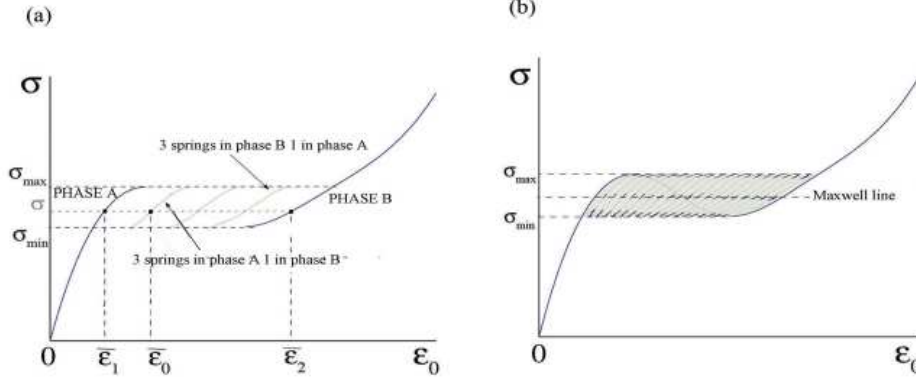 (a)
σ
3 springs in phase B 1 in phase A
σmax
PHASE A
σ
PHASE B
σmin
3 springs in phase A 1 in phase B
0
ε̄1
ε̄0
ε̄2
ε0
(b)
σ
σmax
Maxwell line
σmin
0
ε0